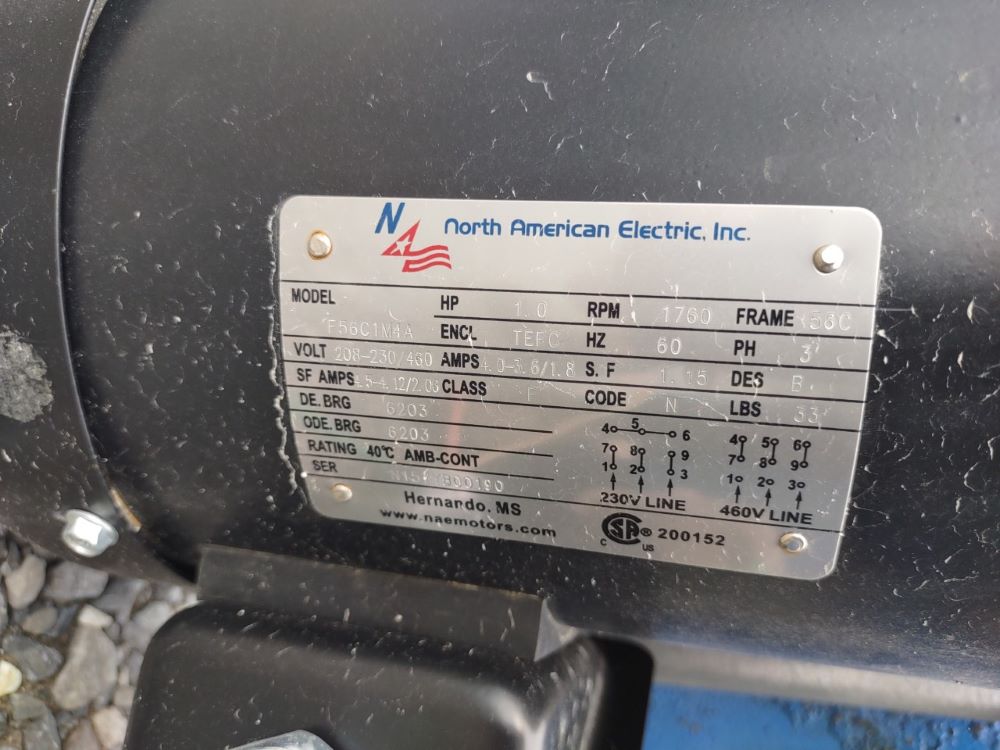 N
North American Electric, Inc.
MODEL F56C1M4A
HP 1.0 RPM 1760 FRAME 56C
ENCL TEFC HZ 60 PH 3
VOLT 208-230/460 AMPS 4.0-3.6/1.8 S. F 1.15 DES B
SF AMPS 4.5-4.12/2.06 CLASS F CODE N LBS 33
DE. BRG 6203
ODE. BRG 6203
RATING 40°C AMB-CONT
SER
4 5 6
7 8 9
1 2 3
230V LINE
4 5 6
7 8 9
1 2 3
460V LINE
Hernando, MS
www.naemotors.com
CSA ® 200152
C US